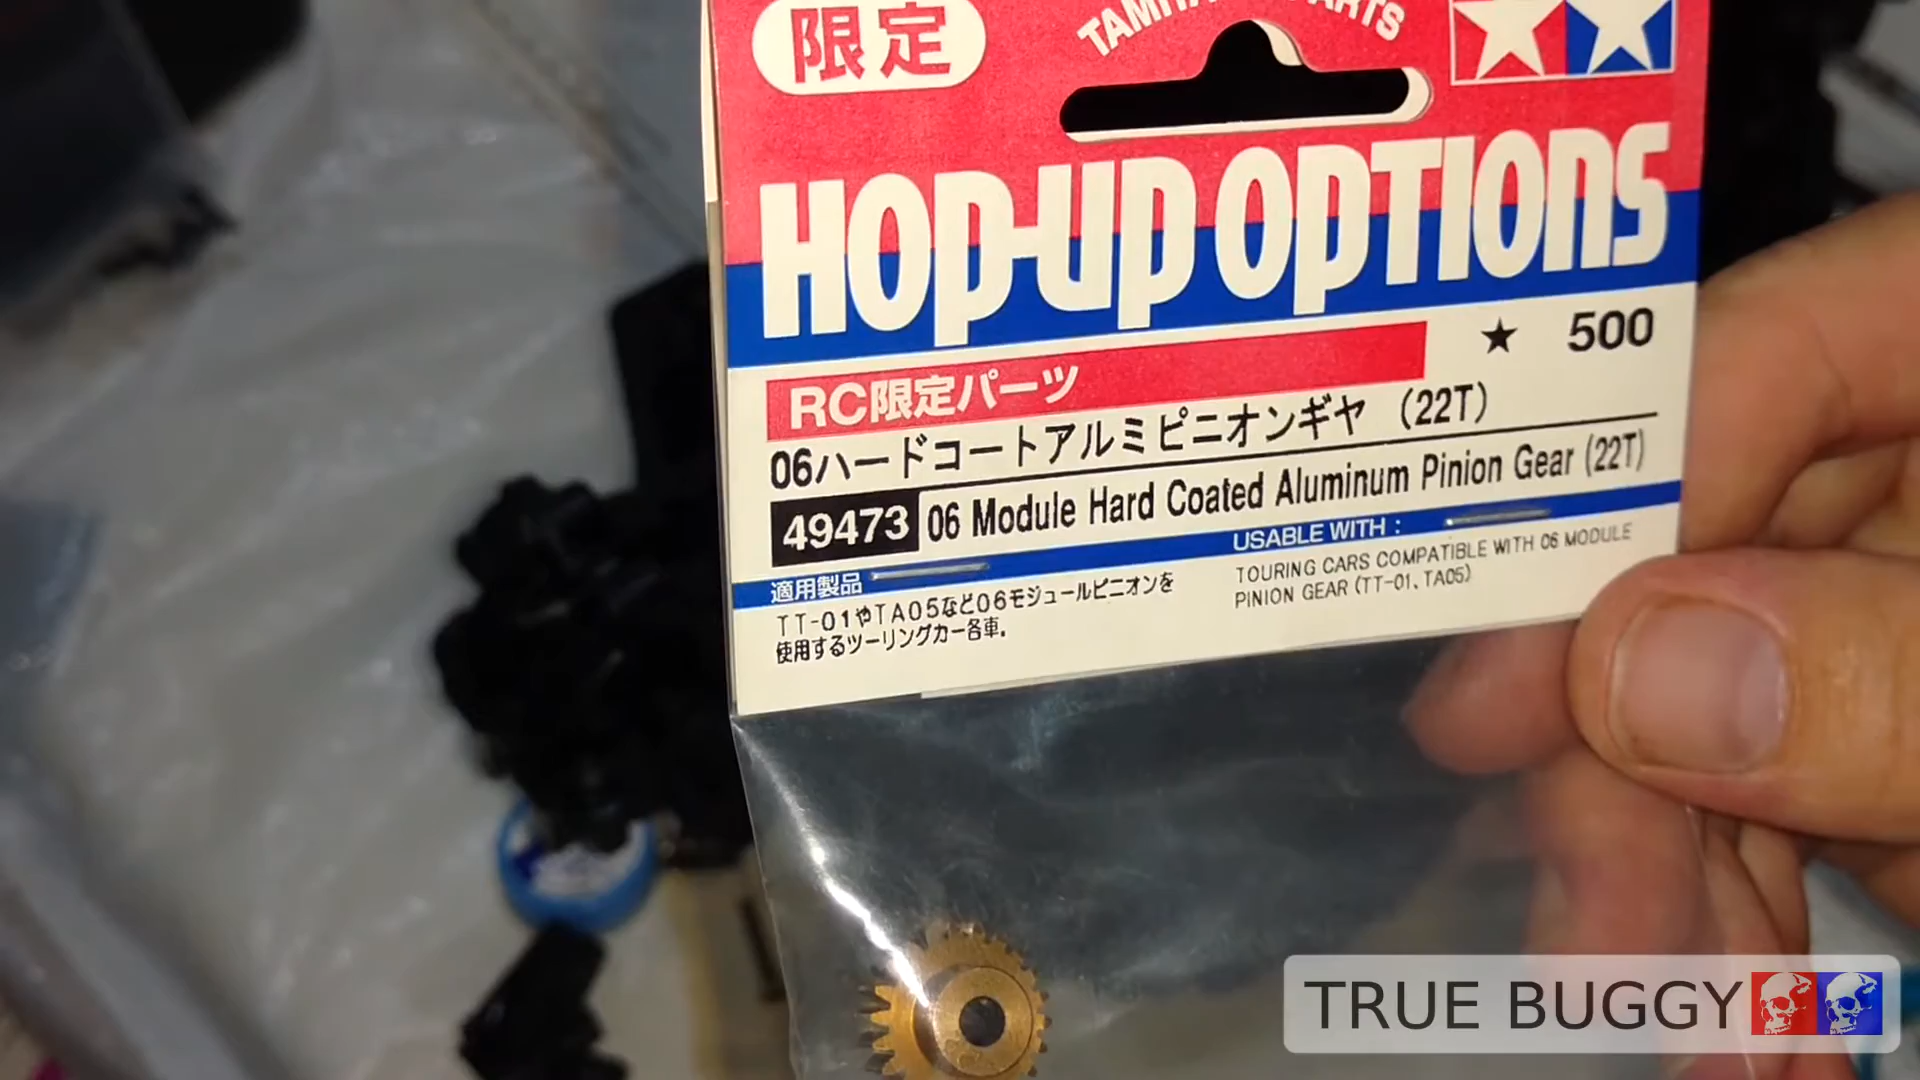 限定
TAMIYA PARTS
HOP-UP OPTIONS
★ 500
RC限定パーツ
06ハードコートアルミピニオンギヤ (22T)
49473 06 Module Hard Coated Aluminum Pinion Gear (22T)
適用製品
TT-01やTA05など06モジュールピニオンを
使用するツーリングカー各車。
USABLE WITH :
TOURING CARS COMPATIBLE WITH 06 MODULE
PINION GEAR (TT-01、TA05)
TRUE BUGGY